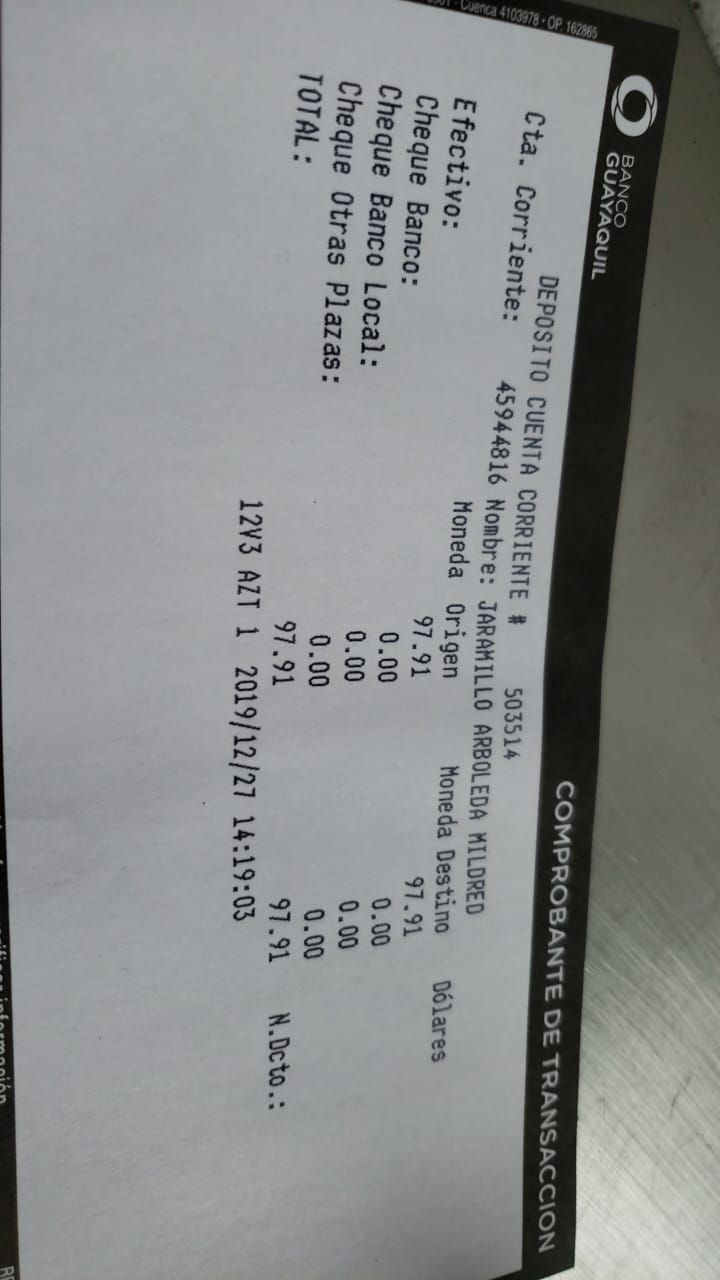 Cuenca 4103978 • OP. 162865
BANCO
GUAYAQUIL
COMPROBANTE DE TRANSACCION
DEPOSITO CUENTA CORRIENTE # 503514
Cta. Corriente: 45944816 Nombre: JARAMILLO ARBOLEDA MILDRED
Moneda Origen Moneda Destino Dólares
Efectivo: 97.91 97.91
Cheque Banco: 0.00 0.00
Cheque Banco Local: 0.00 0.00
Cheque Otras Plazas: 0.00 0.00
TOTAL: 97.91 97.91 N.Dcto.:
12V3 AZT 1 2019/12/27 14:19:03
información